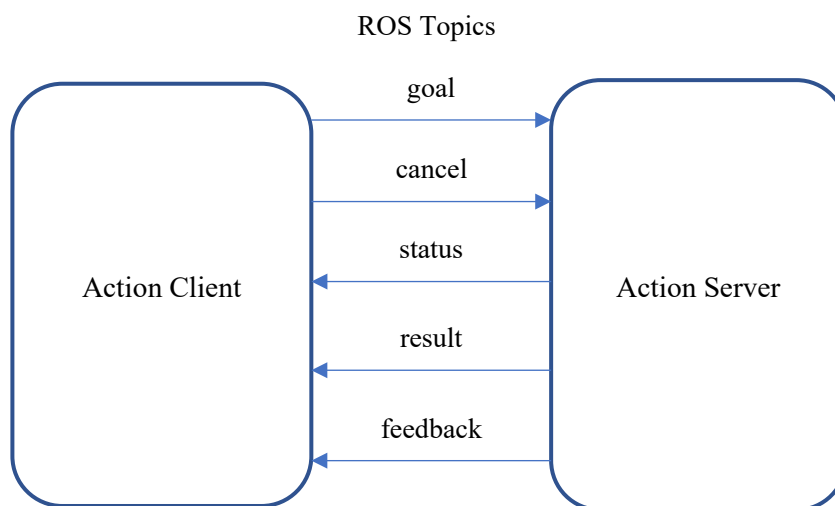 ROS Topics
goal
cancel
status
Action Client
Action Server
result
feedback